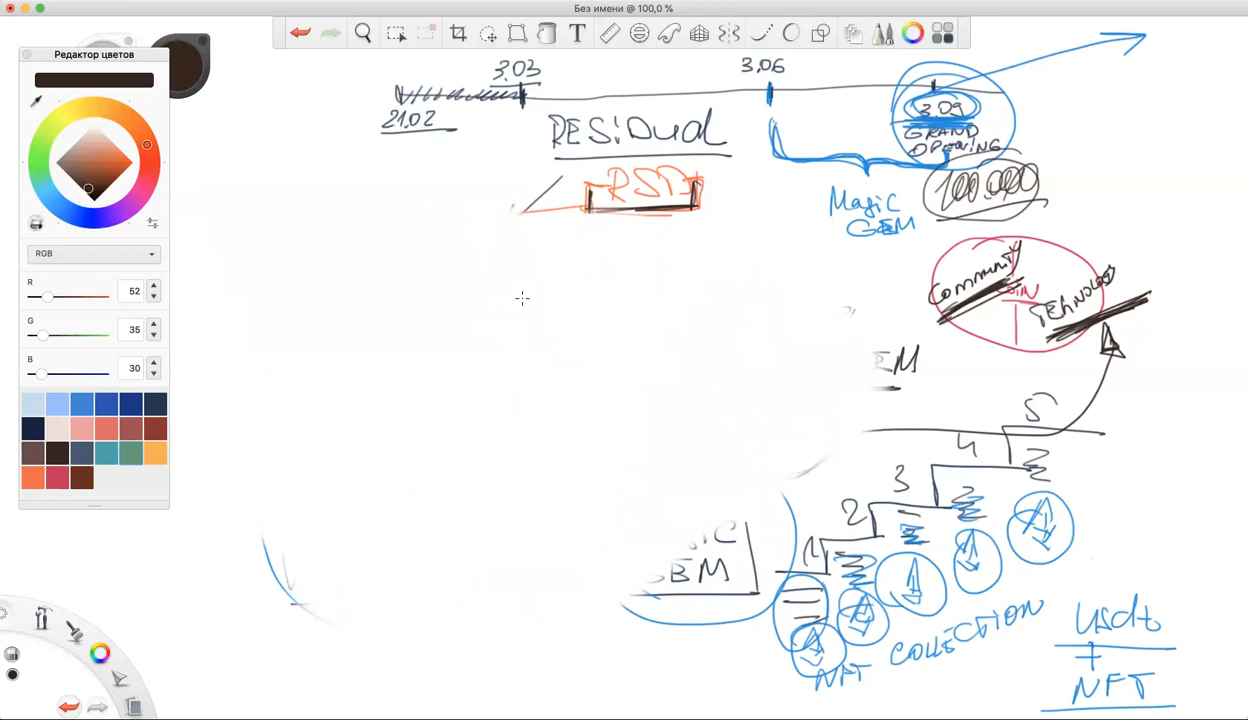 Без имени @ 100,0 %
Редактор цветов
RGB
R
52
G
35
B
30
3.03
3.06
21.02
RESiDual
RSD
3.09
GRAND
OPENING
100.000
Magic
GEM
Community
5
4
3
2
1
GEM
NFT COLLECTION
usdt
+
NFT